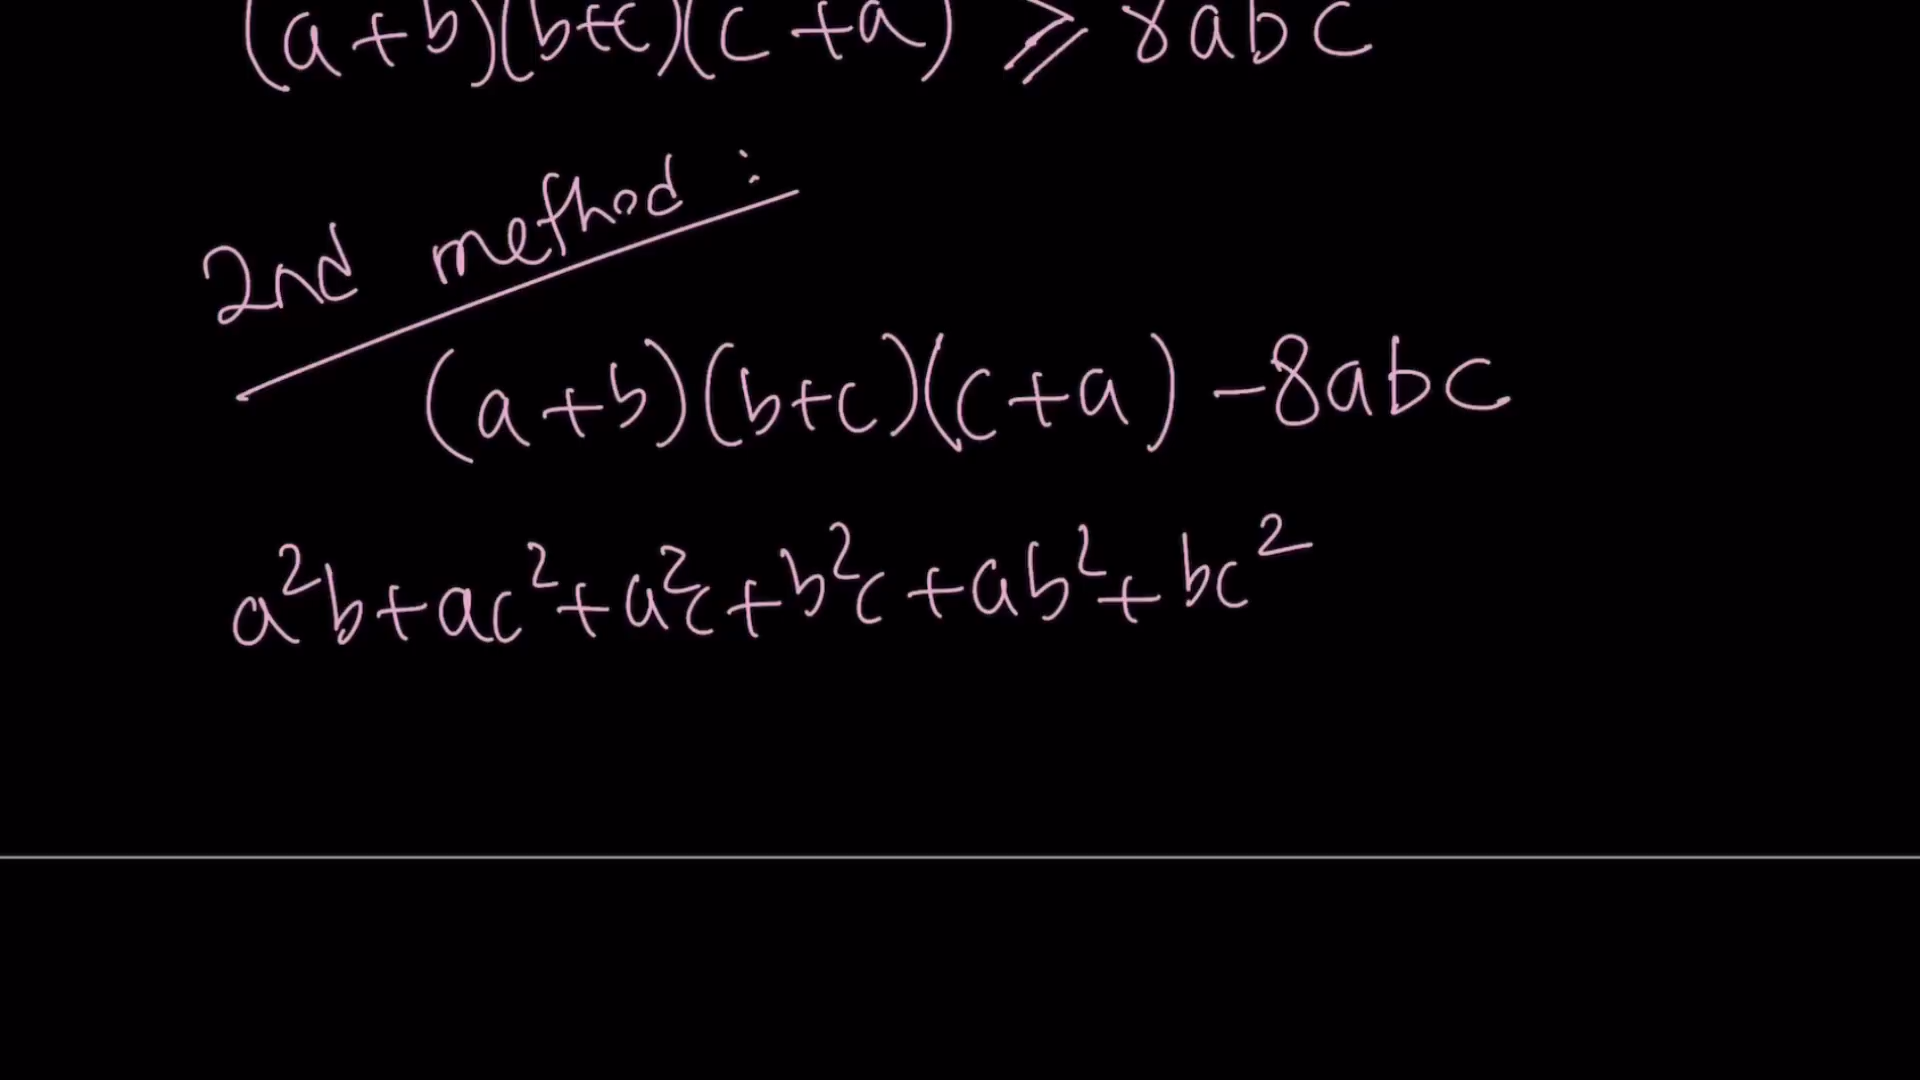 (a+b)(b+c)(c+a) ⩾ 8abc
2nd method:
(a+b)(b+c)(c+a) -8abc
a²b+ac²+a²c+b²c+ab²+bc²